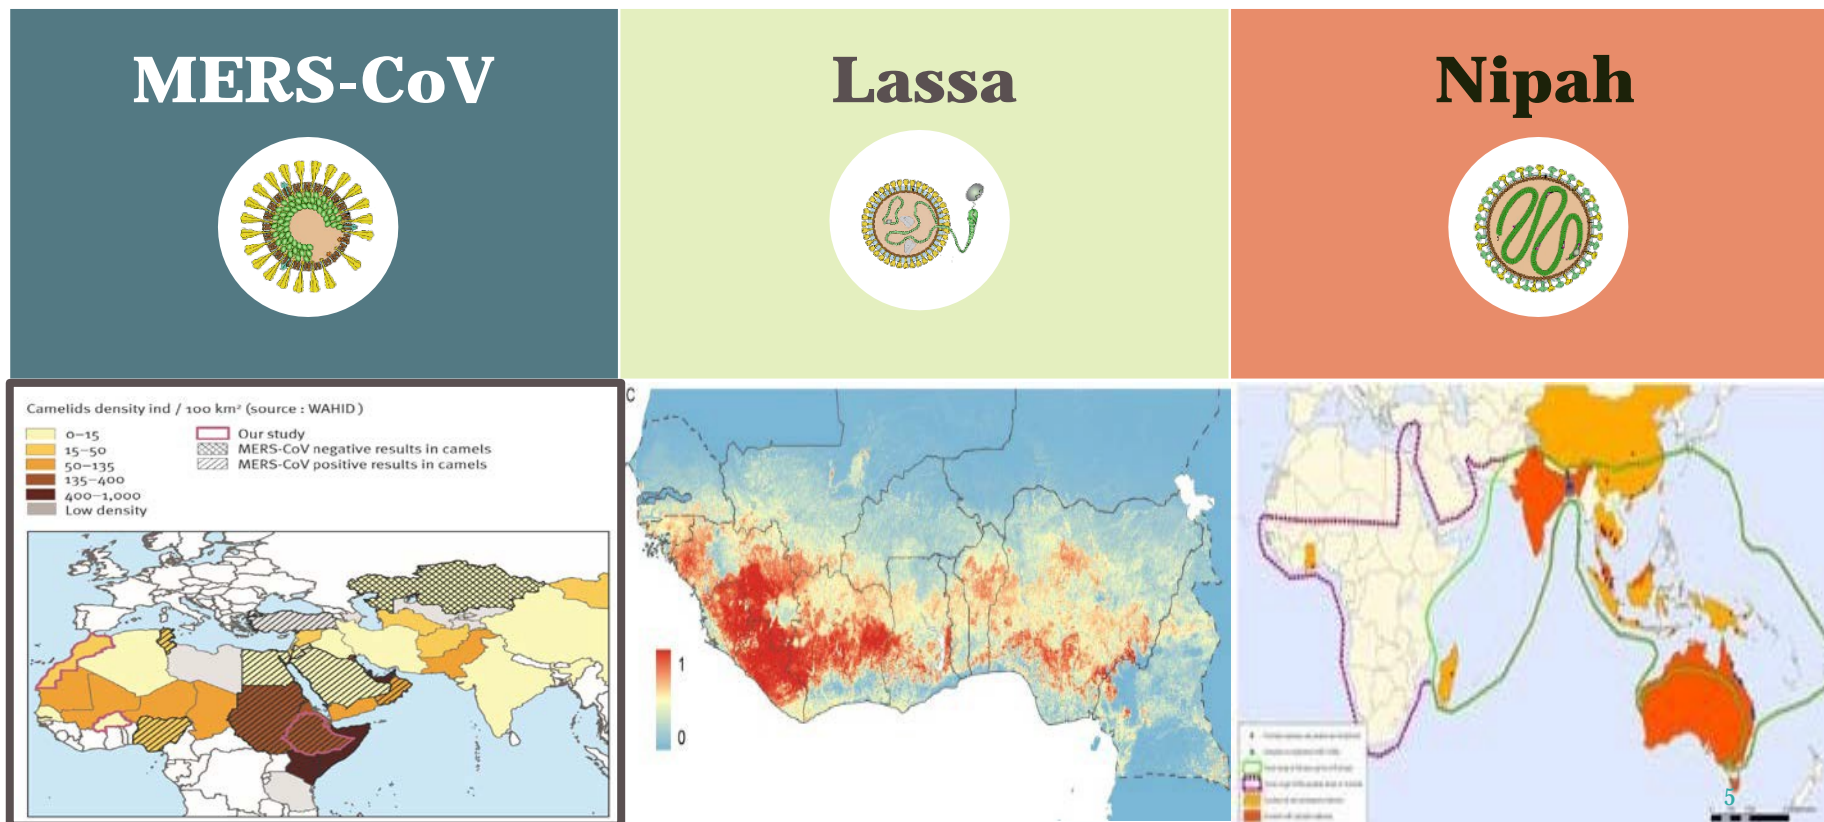 MERS-CoV
Lassa
Nipah
Camelids density ind / 100 km² (source : WAHID )
0–15
15–50
50–135
135–400
400–1,000
Low density
Our study
MERS-CoV negative results in camels
MERS-CoV positive results in camels
C
1
0
5